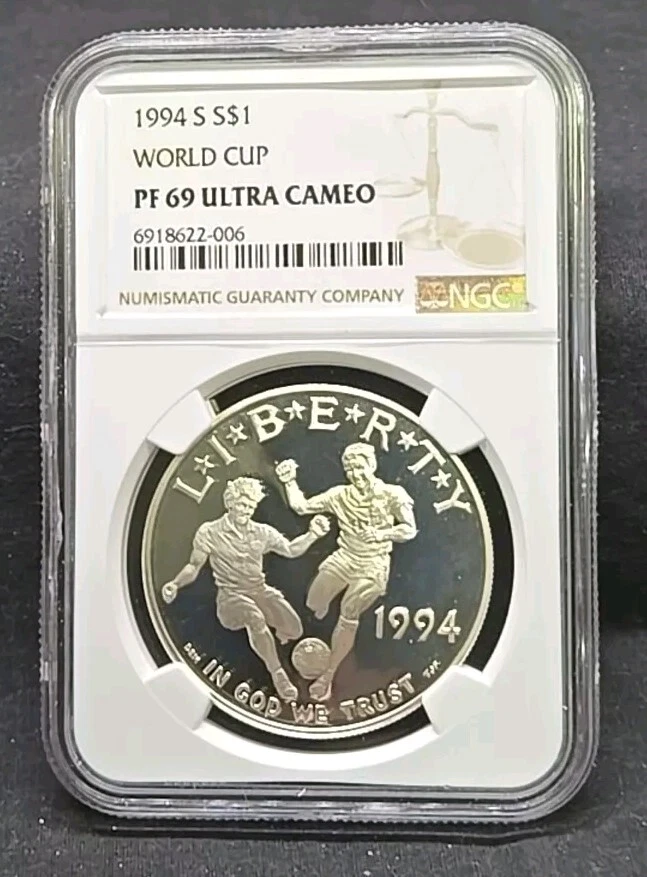 1994 S S$1
WORLD CUP
PF 69 ULTRA CAMEO
6918622-006
NUMISMATIC GUARANTY COMPANY
NGC
L★I★B★E★R★T★Y
1994
IN GOD WE TRUST